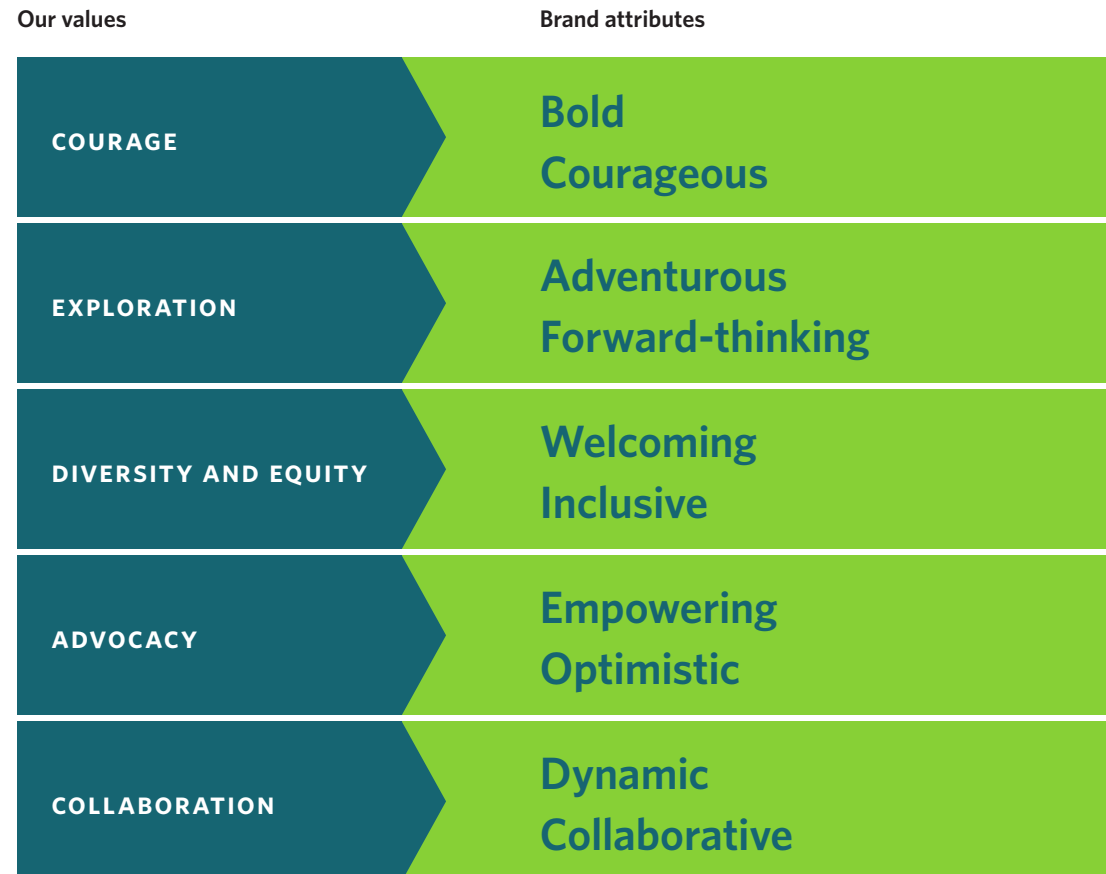 Our values
Brand attributes
COURAGE
Bold
Courageous
EXPLORATION
Adventurous
Forward-thinking
DIVERSITY AND EQUITY
Welcoming
Inclusive
ADVOCACY
Empowering
Optimistic
COLLABORATION
Dynamic
Collaborative